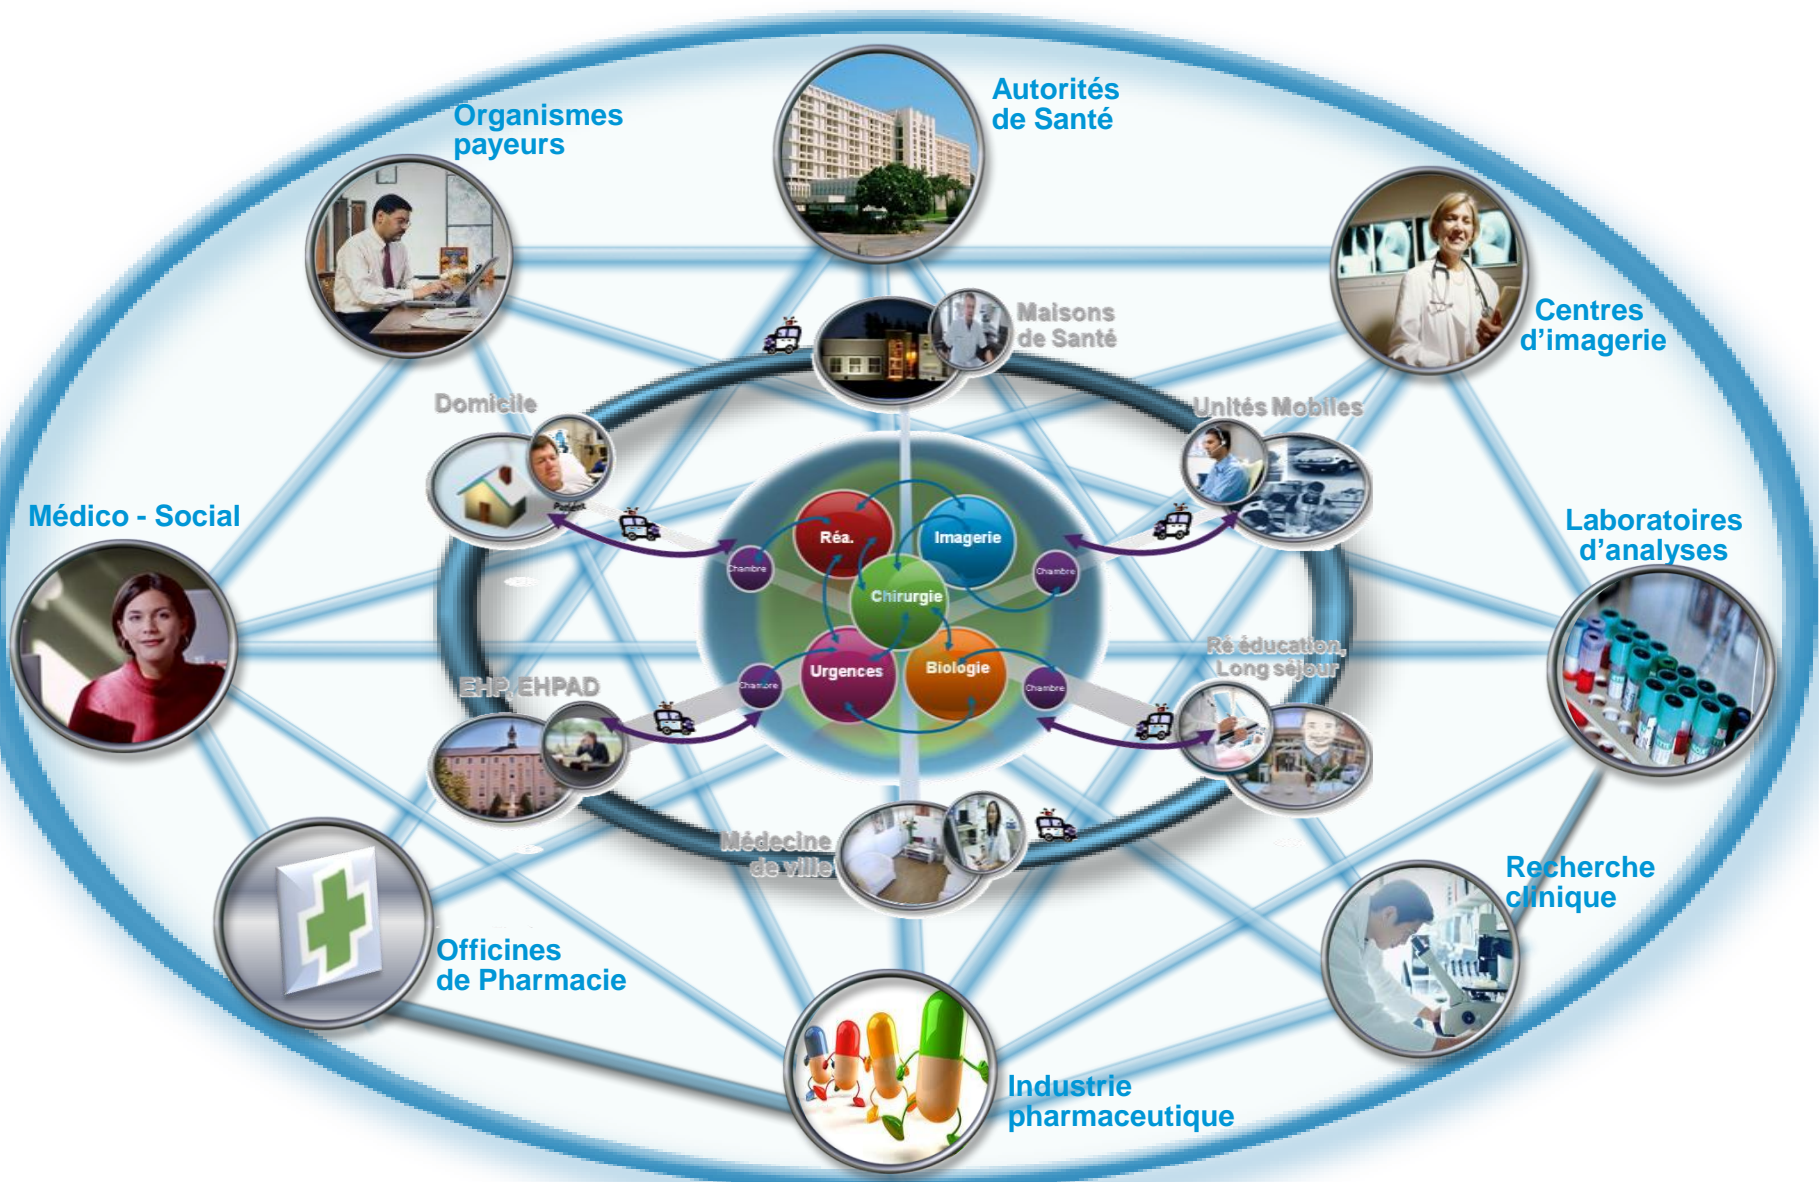 Autorités
de Santé
Organismes
payeurs
Centres
d'imagerie
Maisons
de Santé
Domicile
Unités Mobiles
Patient
Médico - Social
Laboratoires
d'analyses
Réa.
Imagerie
Chambre
Chambre
Chirurgie
Urgences
Biologie
Chambre
Chambre
Ré éducation,
Long séjour
EHP, EHPAD
Médecine
de ville
Recherche
clinique
Officines
de Pharmacie
Industrie
pharmaceutique